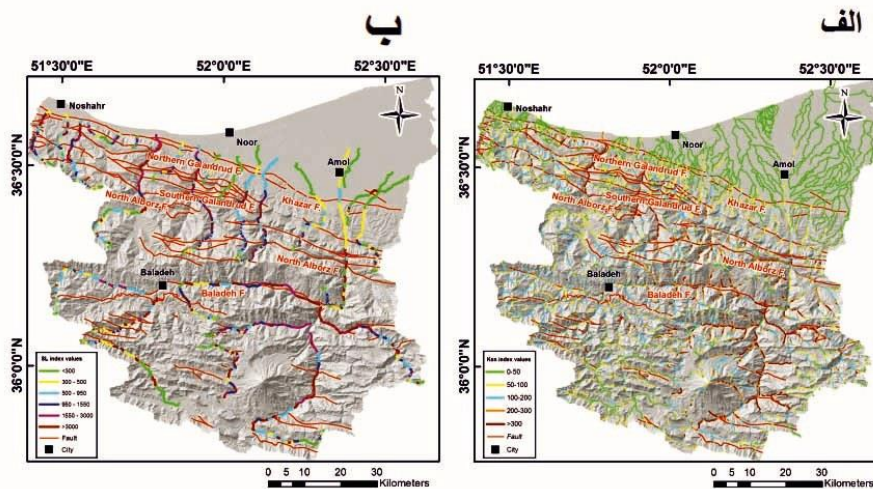 ب
51°30'0"E
52°0'0"E
52°30'0"E
N
Noshahr
Noor
Amol
36°30'0"N
36°0'0"N
Northern Galandrud F.
Southern Galandrud F.
Khazar F.
North Alborz F.
North Alborz F.
Baladeh
Baladeh F.
SL index values
<300
300 - 500
500 - 950
950 - 1550
1550 - 3000
>3000
Fault
City
0 5 10 20 30
Kilometers
الف
51°30'0"E
52°0'0"E
52°30'0"E
N
Noshahr
Noor
Amol
36°30'0"N
36°0'0"N
Northern Galandrud F.
Southern Galandrud F.
Khazar F.
North Alborz F.
North Alborz F.
Baladeh
Baladeh F.
Ksn index values
0-50
50-100
100-200
200-300
>300
Fault
City
0 5 10 20 30
Kilometers